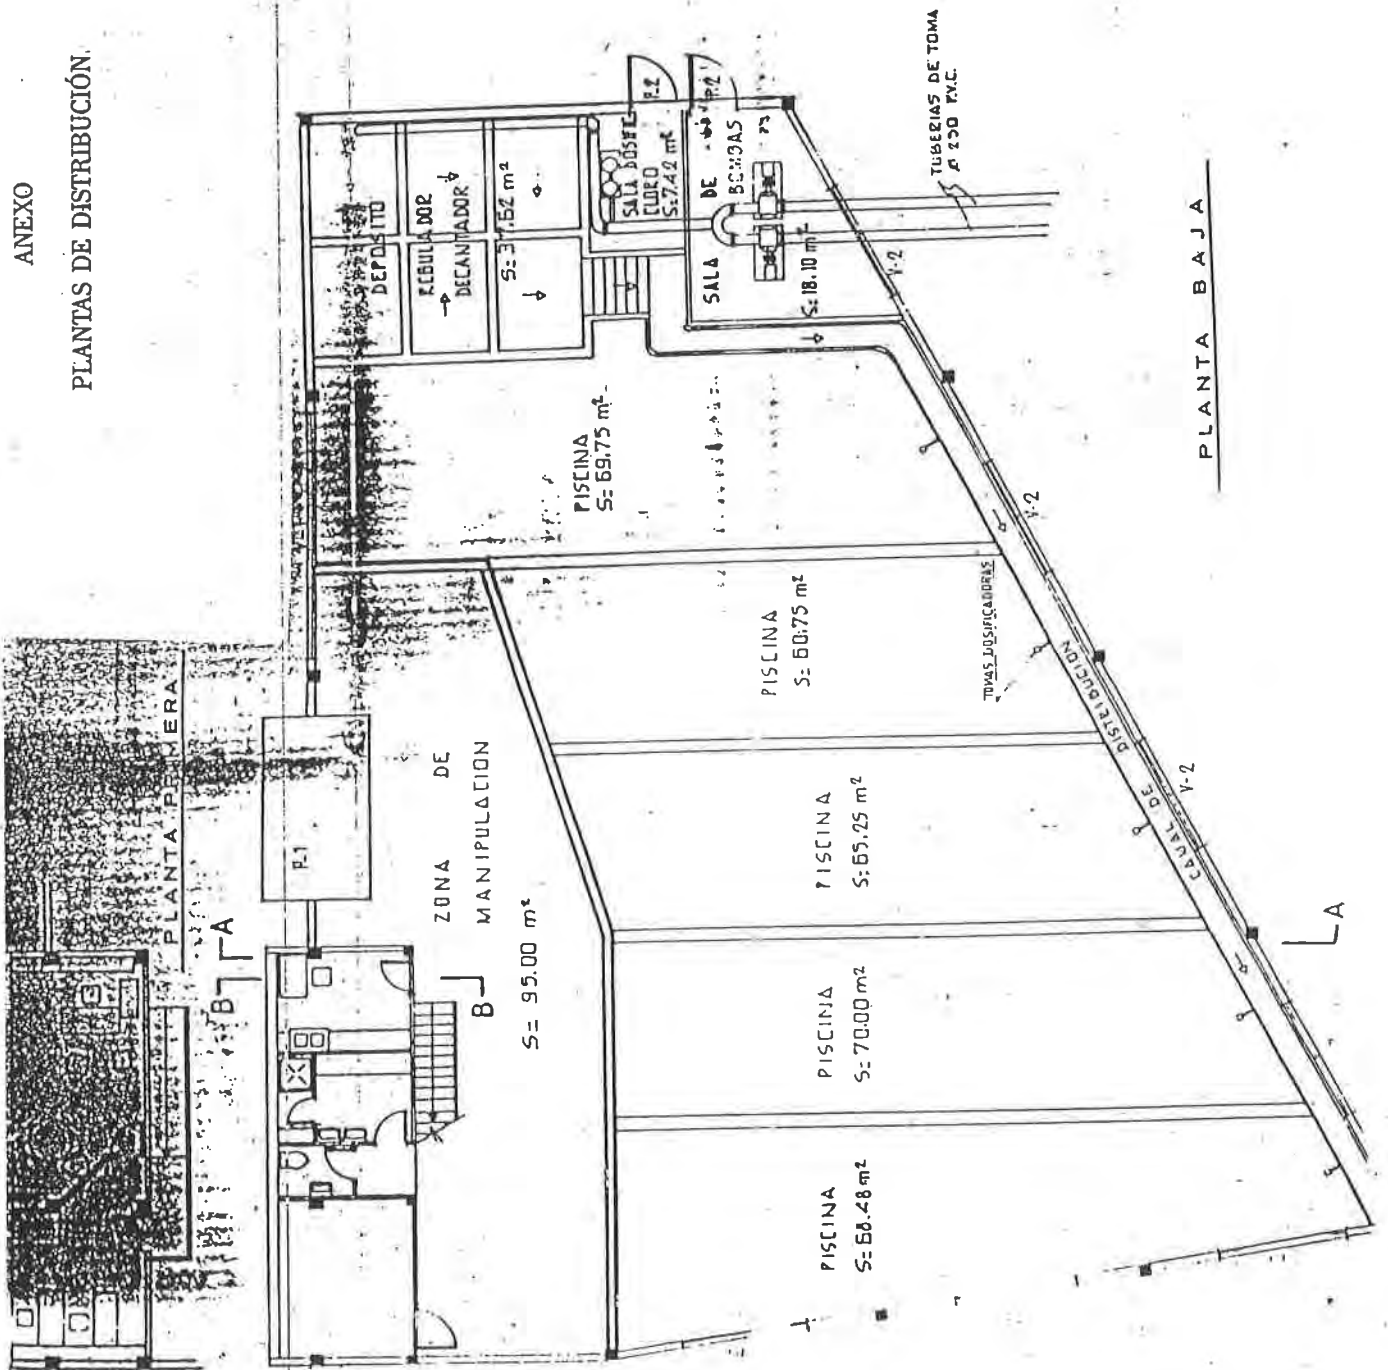 ANEXO
PLANTAS DE DISTRIBUCIÓN.
PLANTA PRIMERA
DEPOSITO
REGULADOR
DECANTADOR
S= 37.62 m²
SALA DOSIF.
CLORO
S=7.42 m²
P.2
P.2
SALA DE
BOMBAS
S= 18.10 m²
TUBERIAS DE TOMA
Ø 250 P.V.C.
V-2
PISCINA
S= 69.75 m²
V-2
PISCINA
S= 60.75 m²
TOMAS DOSIFICADORAS
P.1
ZONA DE
MANIPULACION
S= 95.00 m²
PISCINA
S= 65.25 m²
CANAL DE DISTRIBUCION
V-2
B
A
B
A
PISCINA
S= 70.00 m²
PISCINA
S= 68.48 m²
PLANTA BAJA